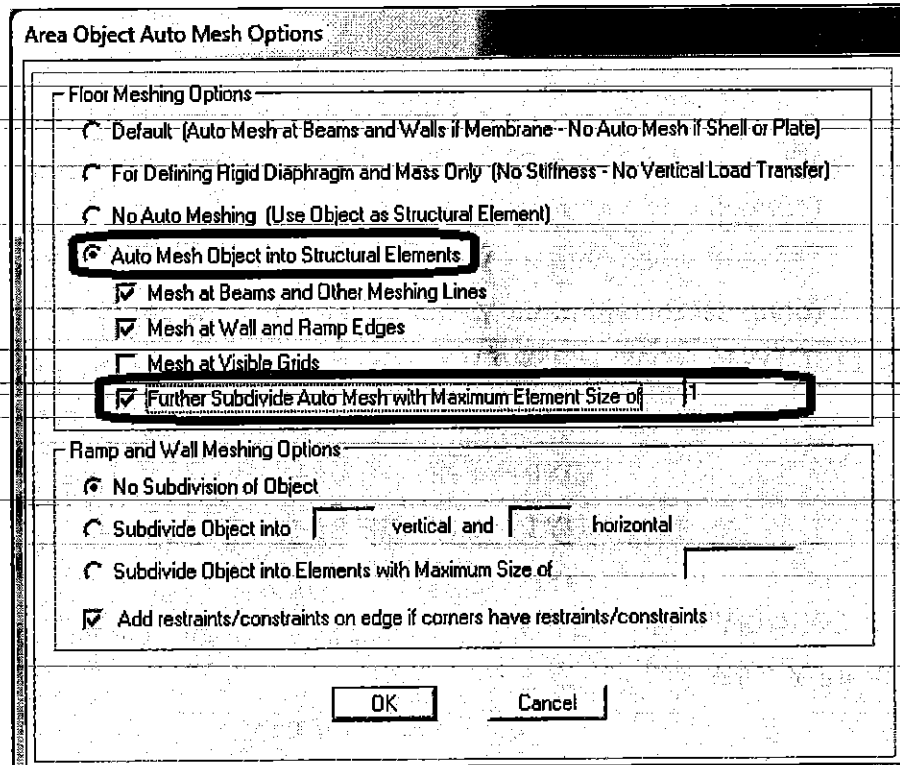 Area Object Auto Mesh Options
Floor Meshing Options
Default (Auto Mesh at Beams and Walls if Membrane - No Auto Mesh if Shell or Plate)
For Defining Rigid Diaphragm and Mass Only (No Stiffness - No Vertical Load Transfer)
No Auto Meshing (Use Object as Structural Element)
Auto Mesh Object into Structural Elements
Mesh at Beams and Other Meshing Lines
Mesh at Wall and Ramp Edges
Mesh at Visible Grids
Further Subdivide Auto Mesh with Maximum Element Size of 1
Ramp and Wall Meshing Options
No Subdivision of Object
Subdivide Object into vertical and horizontal
Subdivide Object into Elements with Maximum Size of
Add restraints/constraints on edge if corners have restraints/constraints
OK Cancel